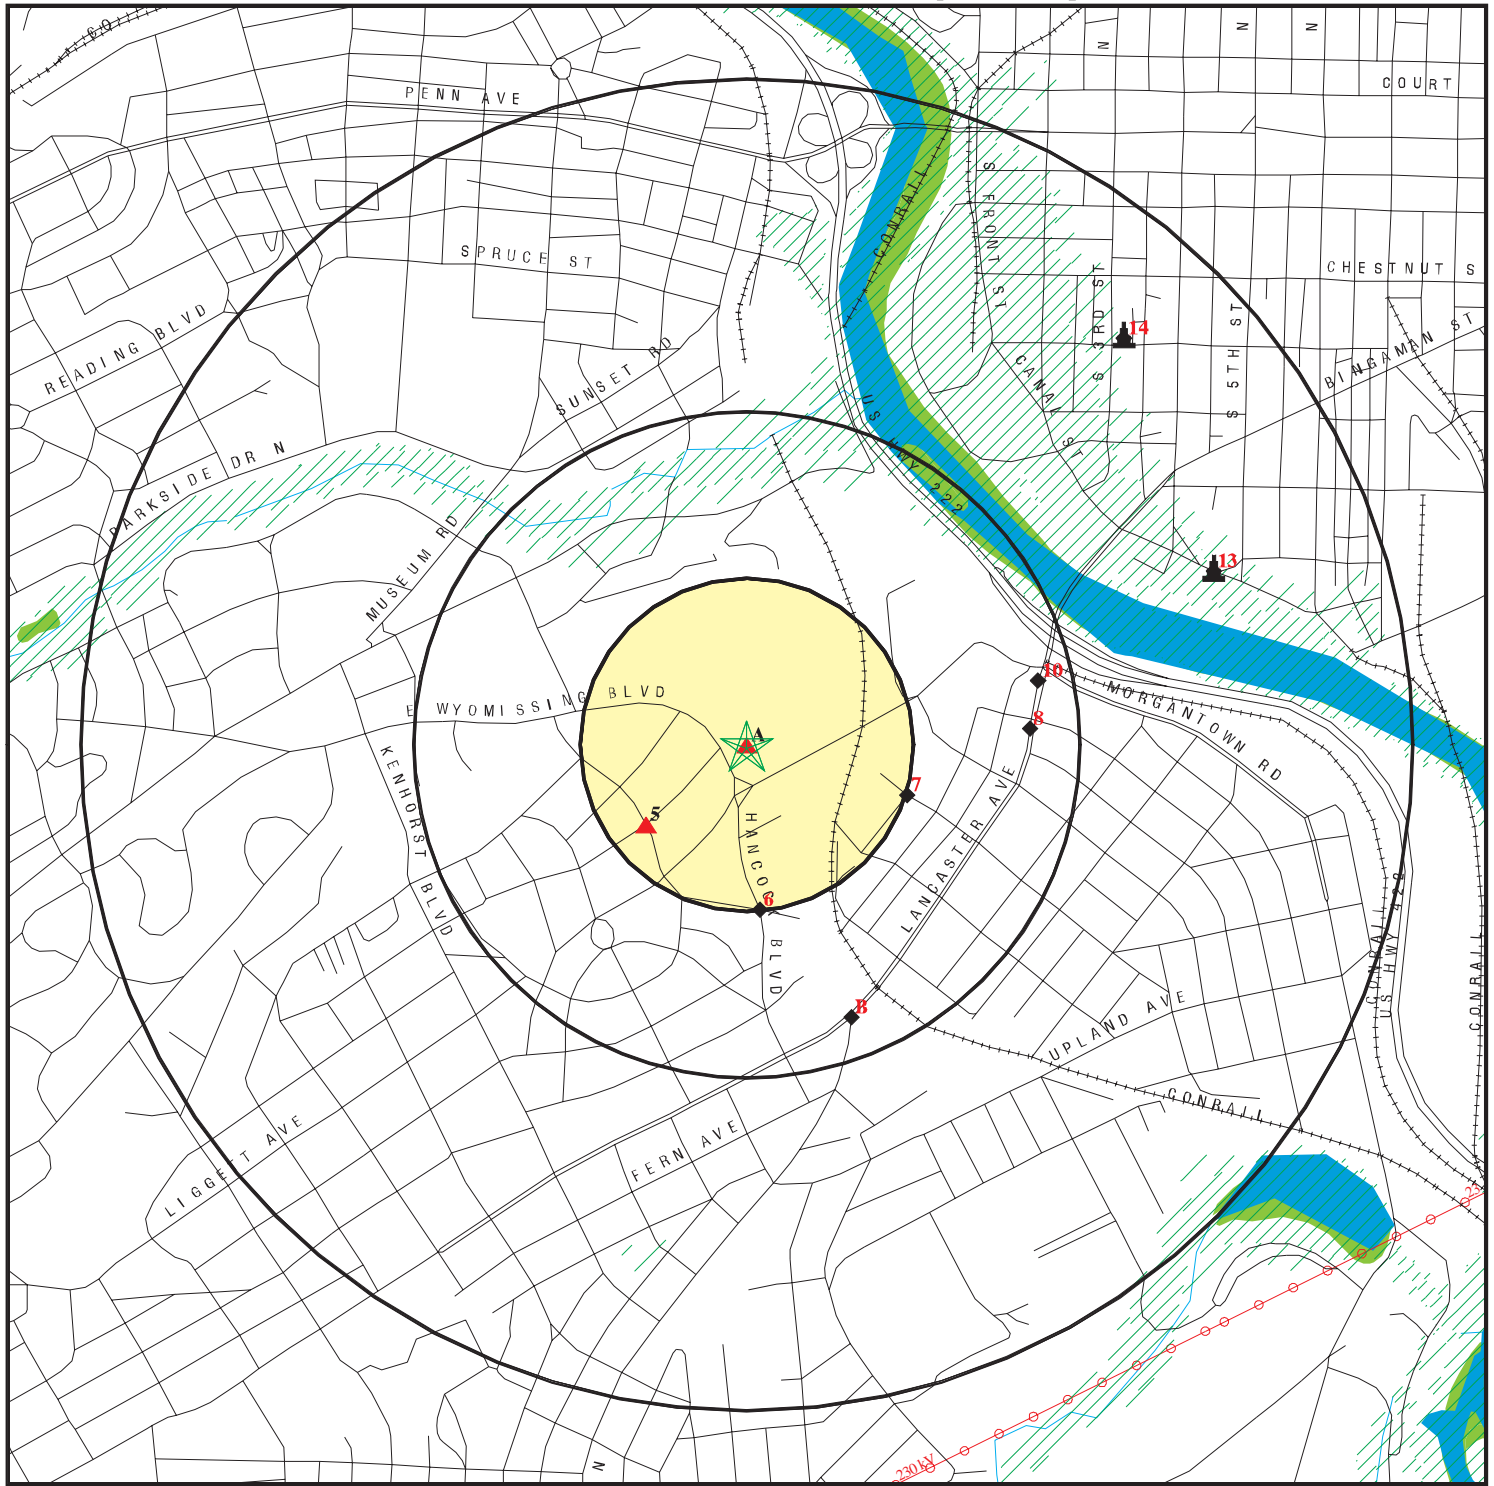 CO
N
N
N
COURT
PENN AVE
CONRAIL
S FRONT ST
SPRUCE ST
CHESTNUT S
READING BLVD
S 3RD ST
14
S 5TH ST
BINGAMAN ST
SUNSET RD
CANAL ST
US HWY 222
PARKSIDE DR N
MUSEUM RD
13
10
E WYOMISSING BLVD
MORGANTOWN RD
8
A
KENHORST BLVD
7
5
HANCOCK BLVD
LANCASTER AVE
6
US HWY 422
CONRAIL
CONRAIL
B
UPLAND AVE
CONRAIL
LIGGETT AVE
FERN AVE
23
230 kV
N